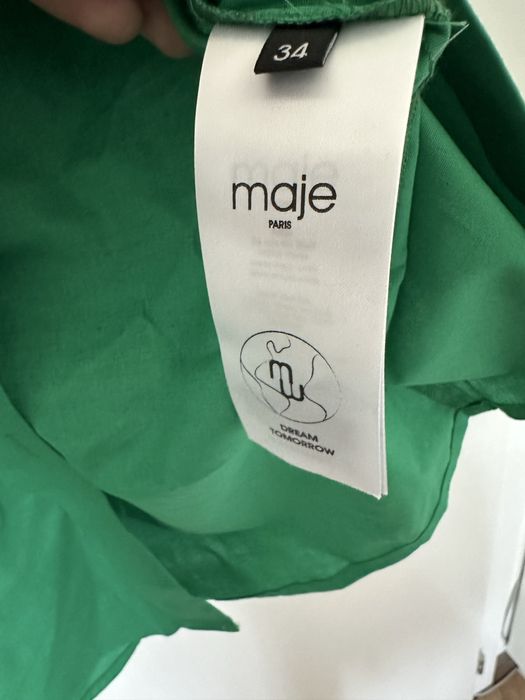 34
maje
PARIS
m
DREAM
TOMORROW